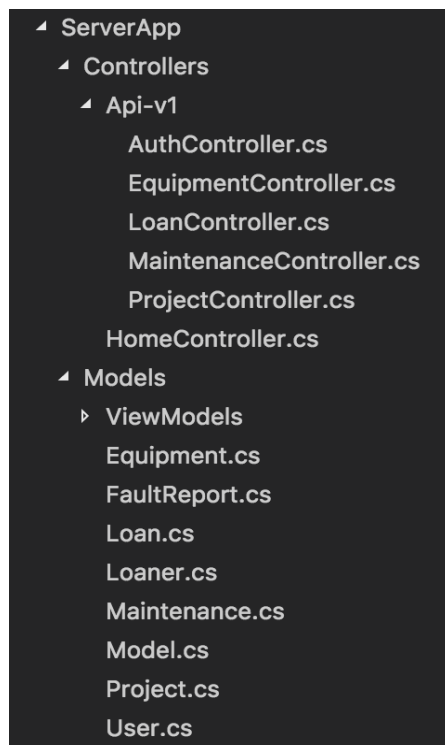 ServerApp
Controllers
Api-v1
AuthController.cs
EquipmentController.cs
LoanController.cs
MaintenanceController.cs
ProjectController.cs
HomeController.cs
Models
ViewModels
Equipment.cs
FaultReport.cs
Loan.cs
Loaner.cs
Maintenance.cs
Model.cs
Project.cs
User.cs